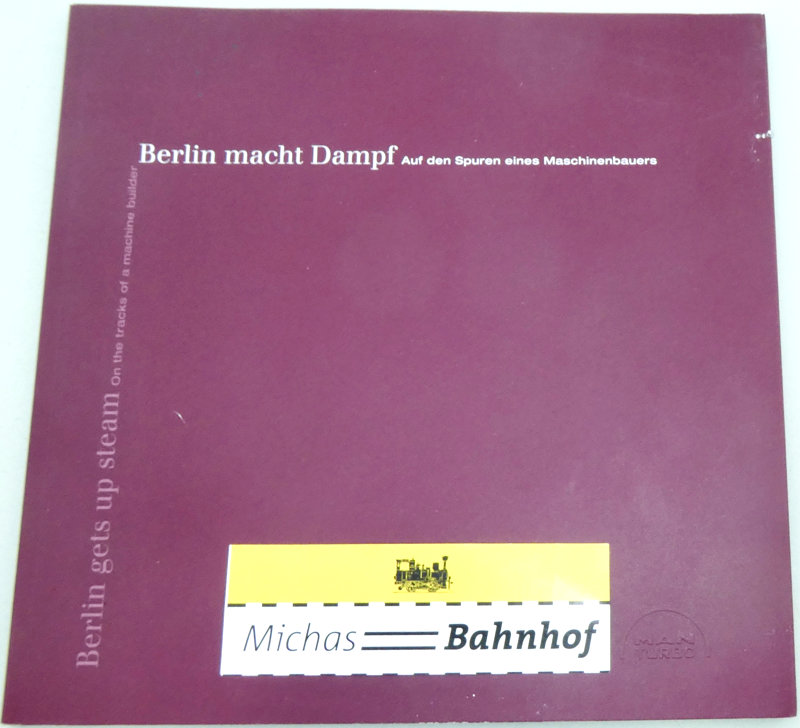 Berlin macht Dampf Auf den Spuren eines Maschinenbauers
Berlin gets up steam On the tracks of a machine builder
Michas Bahnhof
MAN
TURBO